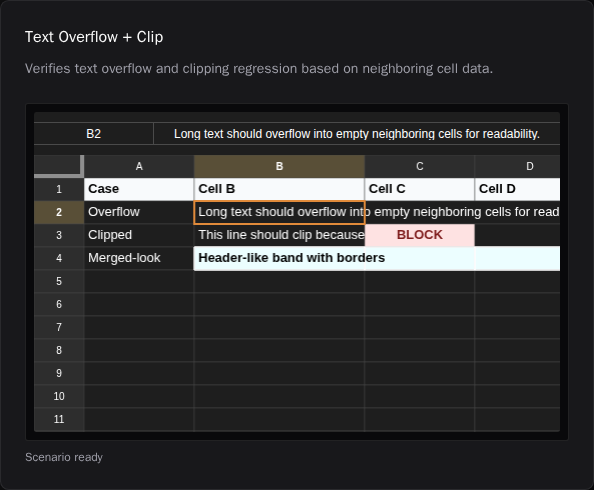 Text Overflow + Clip
Verifies text overflow and clipping regression based on neighboring cell data.
B2 Long text should overflow into empty neighboring cells for readability.
A B C D
1 Case Cell B Cell C Cell D
2 Overflow Long text should overflow into empty neighboring cells for read
3 Clipped This line should clip because BLOCK
4 Merged-look Header-like band with borders
5
6
7
8
9
10
11
Scenario ready